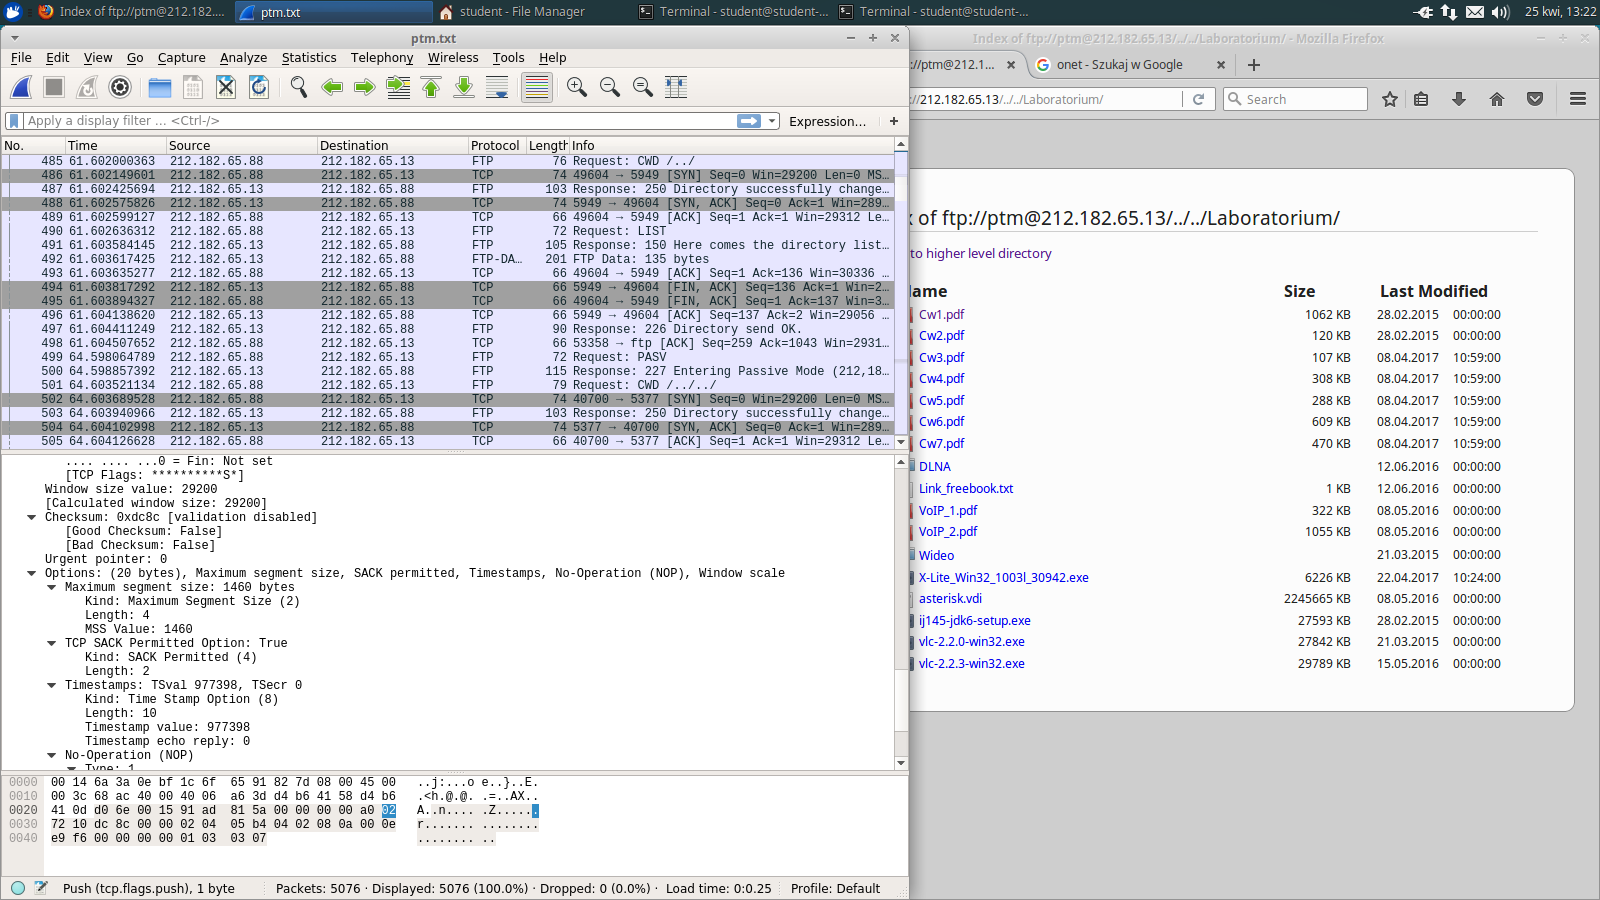 Index of ftp://ptm@212.182....
ptm.txt
student - File Manager
Terminal - student@student-...
Terminal - student@student-...
25 kwi, 13:22
ptm.txt
File Edit View Go Capture Analyze Statistics Telephony Wireless Tools Help
Apply a display filter ... <Ctrl-/>
Expression...
+
No. Time Source Destination Protocol Length Info
485 61.602000363 212.182.65.88 212.182.65.13 FTP 76 Request: CWD /../
486 61.602149601 212.182.65.88 212.182.65.13 TCP 74 49604 → 5949 [SYN] Seq=0 Win=29200 Len=0 MS...
487 61.602425694 212.182.65.13 212.182.65.88 FTP 103 Response: 250 Directory successfully change...
488 61.602575826 212.182.65.13 212.182.65.88 TCP 74 5949 → 49604 [SYN, ACK] Seq=0 Ack=1 Win=289...
489 61.602599127 212.182.65.88 212.182.65.13 TCP 66 49604 → 5949 [ACK] Seq=1 Ack=1 Win=29312 Le...
490 61.602636312 212.182.65.88 212.182.65.13 FTP 72 Request: LIST
491 61.603584145 212.182.65.13 212.182.65.88 FTP 105 Response: 150 Here comes the directory list...
492 61.603617425 212.182.65.13 212.182.65.88 FTP-DA... 201 FTP Data: 135 bytes
493 61.603635277 212.182.65.88 212.182.65.13 TCP 66 49604 → 5949 [ACK] Seq=1 Ack=136 Win=30336 ...
494 61.603817292 212.182.65.13 212.182.65.88 TCP 66 5949 → 49604 [FIN, ACK] Seq=136 Ack=1 Win=2...
495 61.603894327 212.182.65.88 212.182.65.13 TCP 66 49604 → 5949 [FIN, ACK] Seq=1 Ack=137 Win=3...
496 61.604138620 212.182.65.13 212.182.65.88 TCP 66 5949 → 49604 [ACK] Seq=137 Ack=2 Win=29056 ...
497 61.604411249 212.182.65.13 212.182.65.88 FTP 90 Response: 226 Directory send OK.
498 61.604507652 212.182.65.88 212.182.65.13 TCP 66 53358 → ftp [ACK] Seq=259 Ack=1043 Win=2931...
499 64.598064789 212.182.65.88 212.182.65.13 FTP 72 Request: PASV
500 64.598857392 212.182.65.13 212.182.65.88 FTP 115 Response: 227 Entering Passive Mode (212,18...
501 64.603521134 212.182.65.88 212.182.65.13 FTP 79 Request: CWD /../../
502 64.603689528 212.182.65.88 212.182.65.13 TCP 74 40700 → 5377 [SYN] Seq=0 Win=29200 Len=0 MS...
503 64.603940966 212.182.65.13 212.182.65.88 FTP 103 Response: 250 Directory successfully change...
504 64.604102998 212.182.65.13 212.182.65.88 TCP 74 5377 → 40700 [SYN, ACK] Seq=0 Ack=1 Win=289...
505 64.604126628 212.182.65.88 212.182.65.13 TCP 66 40700 → 5377 [ACK] Seq=1 Ack=1 Win=29312 Le...
.... .... ...0 = Fin: Not set
[TCP Flags: **********S*]
Window size value: 29200
[Calculated window size: 29200]
Checksum: 0xdc8c [validation disabled]
[Good Checksum: False]
[Bad Checksum: False]
Urgent pointer: 0
Options: (20 bytes), Maximum segment size, SACK permitted, Timestamps, No-Operation (NOP), Window scale
Maximum segment size: 1460 bytes
Kind: Maximum Segment Size (2)
Length: 4
MSS Value: 1460
TCP SACK Permitted Option: True
Kind: SACK Permitted (4)
Length: 2
Timestamps: TSval 977398, TSecr 0
Kind: Time Stamp Option (8)
Length: 10
Timestamp value: 977398
Timestamp echo reply: 0
No-Operation (NOP)
Type: 1
0000 00 14 6a 3a 0e bf 1c 6f 65 91 82 7d 08 00 45 00 ..j:...o e..}..E.
0010 00 3c 68 ac 40 00 40 06 a6 3d d4 b6 41 58 d4 b6 .<h.@.@. .=..AX..
0020 41 0d d0 6e 00 15 91 ad 81 5a 00 00 00 00 a0 02 A..n.... .Z......
0030 72 10 dc 8c 00 00 02 04 05 b4 04 02 08 0a 00 0e r....... ........
0040 e9 f6 00 00 00 00 01 03 03 07 ........ ..
Push (tcp.flags.push), 1 byte
Packets: 5076 · Displayed: 5076 (100.0%) · Dropped: 0 (0.0%) · Load time: 0:0.25
Profile: Default
Index of ftp://ptm@212.182.65.13/../../Laboratorium/ - Mozilla Firefox
://ptm@212.1...
onet - Szukaj w Google
://212.182.65.13/../../Laboratorium/
Search
x of ftp://ptm@212.182.65.13/../../Laboratorium/
to higher level directory
ame Size Last Modified
Cw1.pdf 1062 KB 28.02.2015 00:00:00
Cw2.pdf 120 KB 28.02.2015 00:00:00
Cw3.pdf 107 KB 08.04.2017 10:59:00
Cw4.pdf 308 KB 08.04.2017 10:59:00
Cw5.pdf 288 KB 08.04.2017 10:59:00
Cw6.pdf 609 KB 08.04.2017 10:59:00
Cw7.pdf 470 KB 08.04.2017 10:59:00
DLNA 12.06.2016 00:00:00
Link_freebook.txt 1 KB 12.06.2016 00:00:00
VoIP_1.pdf 322 KB 08.05.2016 00:00:00
VoIP_2.pdf 1055 KB 08.05.2016 00:00:00
Wideo 21.03.2015 00:00:00
X-Lite_Win32_1003l_30942.exe 6226 KB 22.04.2017 10:24:00
asterisk.vdi 2245665 KB 08.05.2016 00:00:00
ij145-jdk6-setup.exe 27593 KB 28.02.2015 00:00:00
vlc-2.2.0-win32.exe 27842 KB 21.03.2015 00:00:00
vlc-2.2.3-win32.exe 29789 KB 15.05.2016 00:00:00